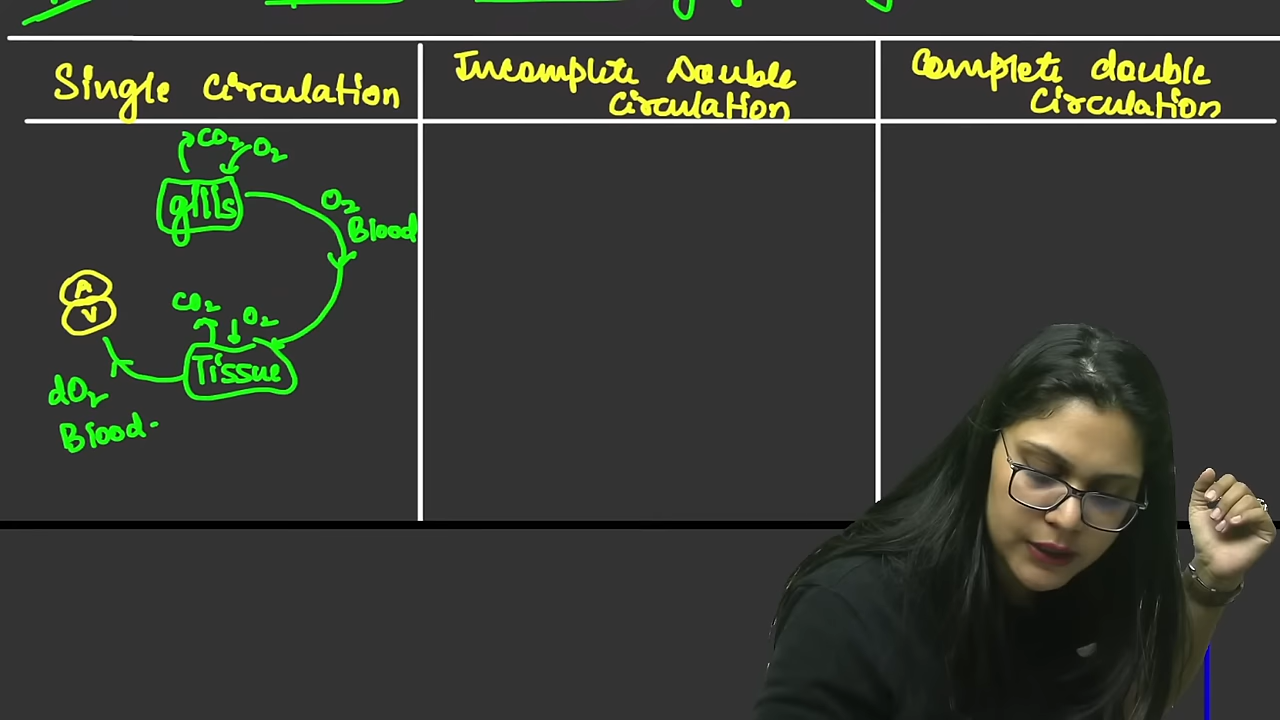 Single Circulation
Incomplete Double
Circulation
Complete double
Circulation
CO2 O2
gills
O2
Blood
A
V
CO2 O2
Tissue
dO2
Blood.